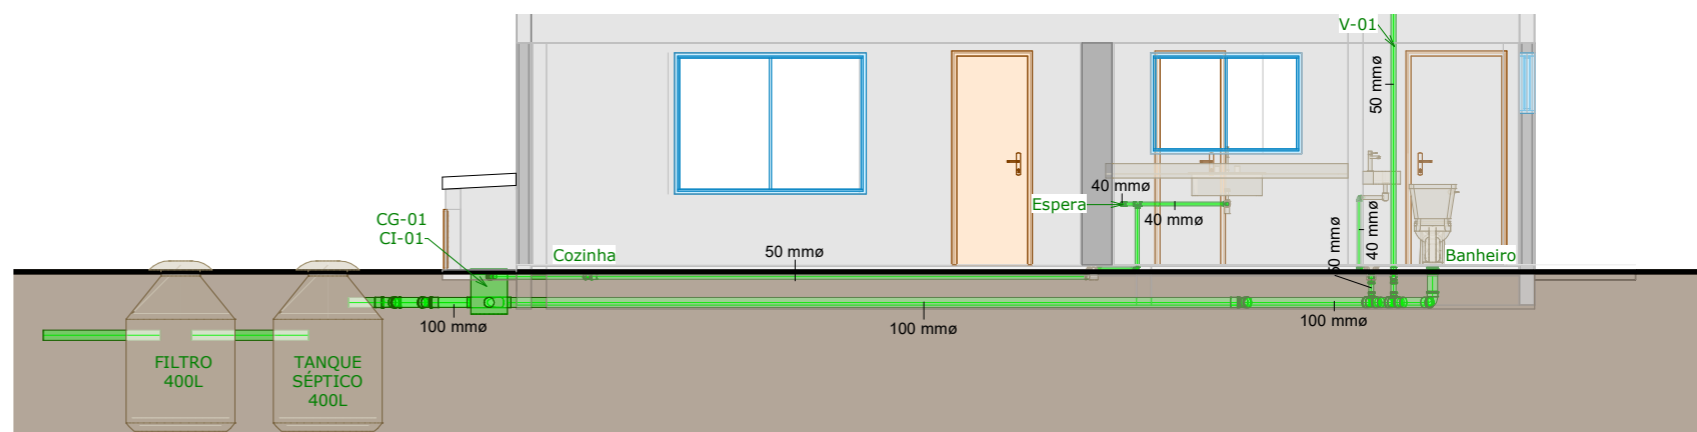 V-01
50 mmø
40 mmø
Espera
40 mmø
CG-01
CI-01
Cozinha
50 mmø
40 mmø
50 mmø
Banheiro
100 mmø
100 mmø
100 mmø
FILTRO
400L
TANQUE
SÉPTICO
400L